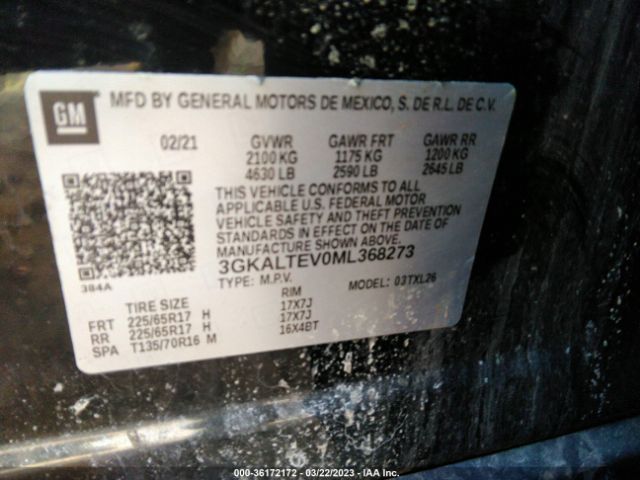 GM
MFD BY GENERAL MOTORS DE MEXICO, S. DE R.L. DE C.V.
02/21 GVWR GAWR FRT GAWR RR
2100 KG 1175 KG 1200 KG
4630 LB 2590 LB 2645 LB
THIS VEHICLE CONFORMS TO ALL
APPLICABLE U.S. FEDERAL MOTOR
VEHICLE SAFETY AND THEFT PREVENTION
STANDARDS IN EFFECT ON THE DATE OF
MANUFACTURE SHOWN ABOVE.
3GKALTEV0ML368273
384A TYPE: M.P.V. MODEL: 03TXL26
TIRE SIZE RIM
FRT 225/65R17 H 17X7J
RR 225/65R17 H 17X7J
SPA T135/70R16 M 16X4BT
000-36172172 - 03/22/2023 - IAA Inc.